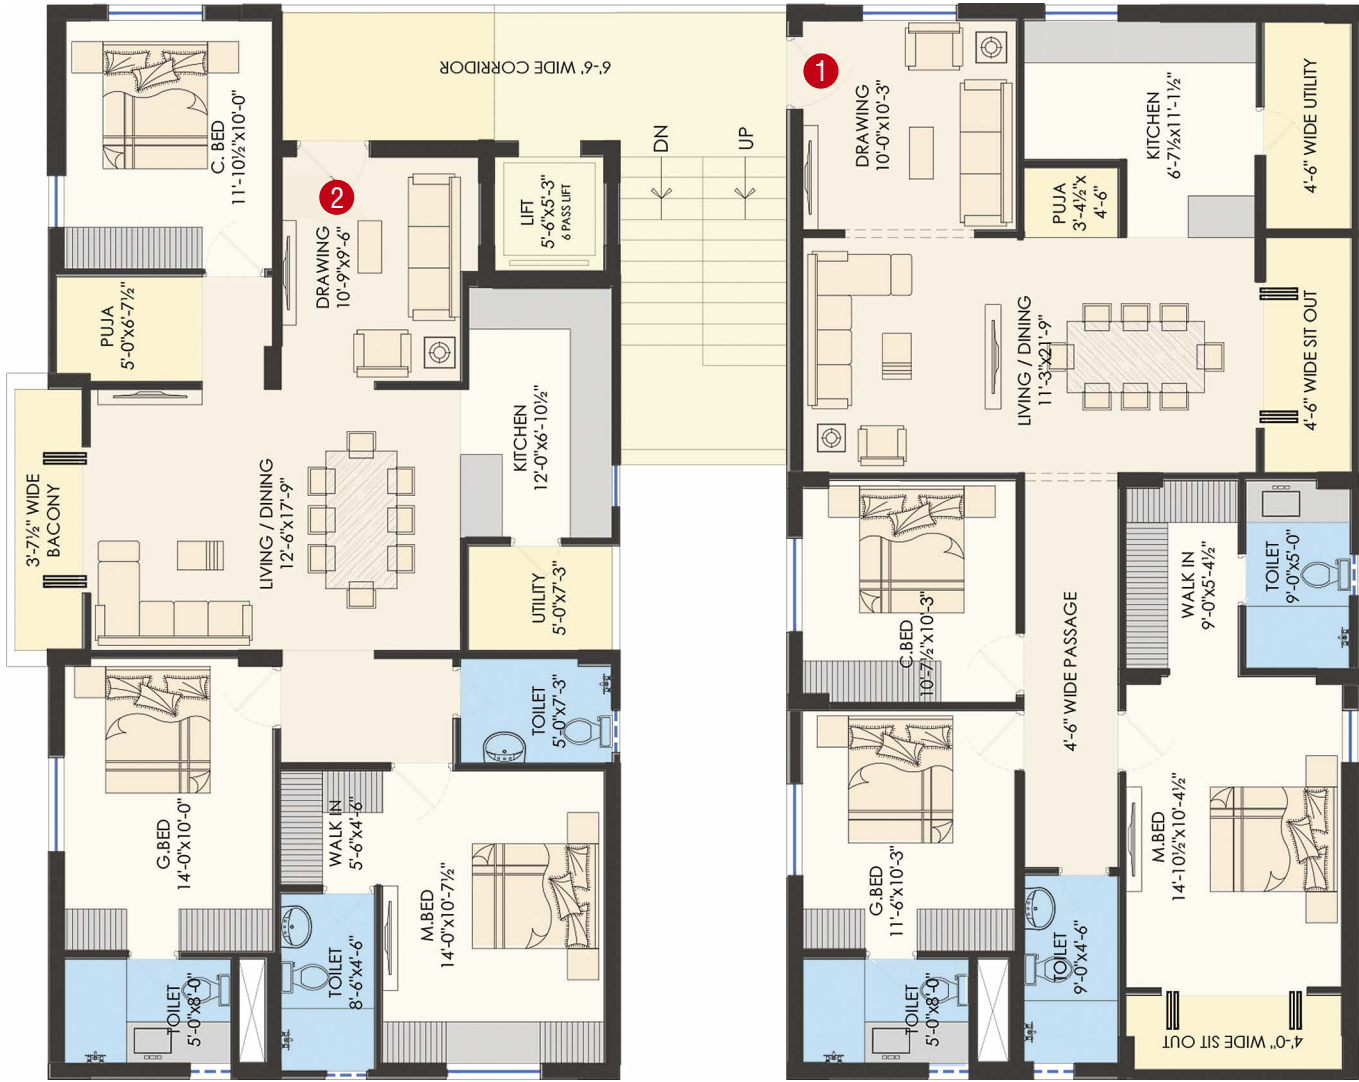 C. BED
11'-10½"x10'-0"
PUJA
5'-0"x6'-7½"
3'-7½" WIDE
BACONY
2
DRAWING
10'-9"x9'-6"
6'-6" WIDE CORRIDOR
LIFT
5'-6"x5'-3"
6 PASS LIFT
DN
UP
LIVING / DINING
12'-6"x17'-9"
KITCHEN
12'-0"x6'-10½"
UTILITY
5'-0"x7'-3"
TOILET
5'-0"x7'-3"
G.BED
14'-0"x10'-0"
WALK IN
5'-6"x4'-6"
M.BED
14'-0"x10'-7½"
TOILET
5'-0"x8'-0"
TOILET
8'-6"x4'-6"
1
DRAWING
10'-0"x10'-3"
KITCHEN
6'-7½x11'-1½"
4'-6" WIDE UTILITY
PUJA
3'-4½"x
4'-6"
LIVING / DINING
11'-3"x21'-9"
4'-6" WIDE SIT OUT
C.BED
10'-7½"x10'-3"
4'-6" WIDE PASSAGE
WALK IN
9'-0"x5'-4½"
TOILET
9'-0"x5'-0"
G.BED
11'-6"x10'-3"
M.BED
14'-10½"x10'-4½"
TOILET
5'-0"x8'-0"
TOILET
9'-0"x4'-6"
4'-0" WIDE SIT OUT